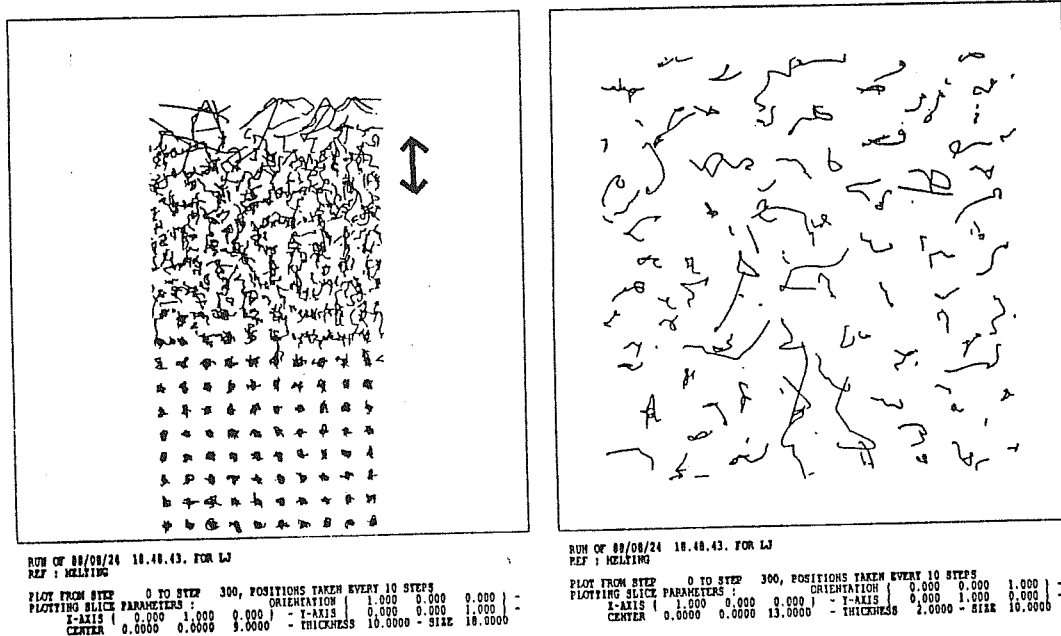 RUN OF 88/08/24 18.48.43. FOR LJ
REF : MELTING
PLOT FROM STEP 0 TO STEP 300, POSITIONS TAKEN EVERY 10 STEPS
PLOTTING SLICE PARAMETERS : ORIENTATION ( 1.000 0.000 0.000 ) -
X-AXIS ( 0.000 1.000 0.000 ) - Y-AXIS ( 0.000 0.000 1.000 ) -
CENTER 0.0000 0.0000 9.0000 - THICKNESS 10.0000 - SIZE 18.0000
RUN OF 88/08/24 18.48.43. FOR LJ
REF : MELTING
PLOT FROM STEP 0 TO STEP 300, POSITIONS TAKEN EVERY 10 STEPS
PLOTTING SLICE PARAMETERS : ORIENTATION ( 0.000 0.000 1.000 ) -
X-AXIS ( 1.000 0.000 0.000 ) - Y-AXIS ( 0.000 1.000 0.000 ) -
CENTER 0.0000 0.0000 13.0000 - THICKNESS 2.0000 - SIZE 10.0000